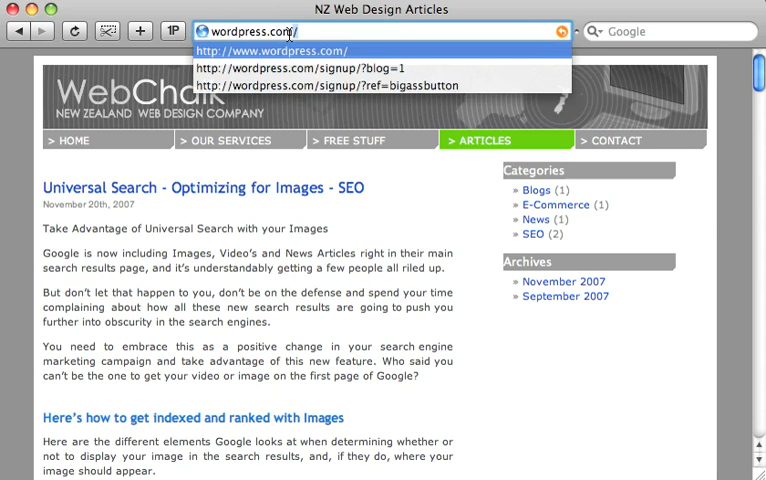 NZ Web Design Articles
1P
wordpress.com/
Google
http://www.wordpress.com/
http://wordpress.com/signup/?blog=1
http://wordpress.com/signup/?ref=bigassbutton
WebChalk
NEW ZEALAND WEB DESIGN COMPANY
> HOME
> OUR SERVICES
> FREE STUFF
> ARTICLES
> CONTACT
Universal Search - Optimizing for Images - SEO
November 20th, 2007
Take Advantage of Universal Search with your Images
Google is now including Images, Video's and News Articles right in their main
search results page, and it's understandably getting a few people all riled up.
But don't let that happen to you, don't be on the defense and spend your time
complaining about how all these new search results are going to push you
further into obscurity in the search engines.
You need to embrace this as a positive change in your search engine
marketing campaign and take advantage of this new feature. Who said you
can't be the one to get your video or image on the first page of Google?
Here's how to get indexed and ranked with Images
Here are the different elements Google looks at when determining whether or
not to display your image in the search results, and, if they do, where your
image should appear.
Categories
» Blogs (1)
» E-Commerce (1)
» News (1)
» SEO (2)
Archives
» November 2007
» September 2007